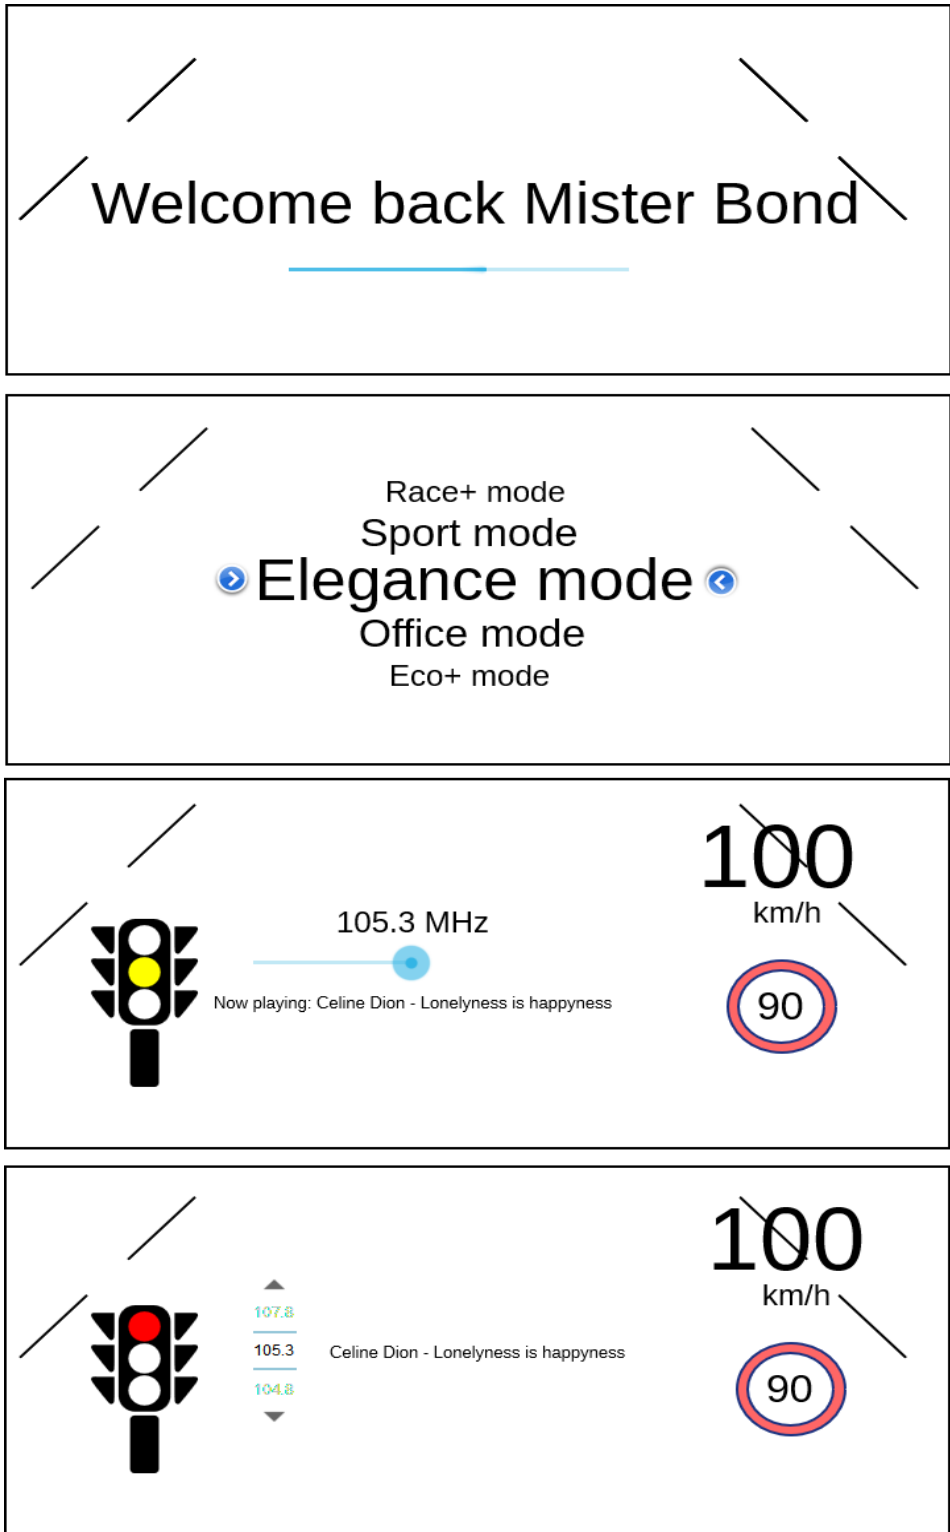 Welcome back Mister Bond
Race+ mode
Sport mode
Elegance mode
Office mode
Eco+ mode
100
km/h
105.3 MHz
90
Now playing: Celine Dion - Lonelyness is happyness
100
km/h
107.8
105.3
Celine Dion - Lonelyness is happyness
104.8
90